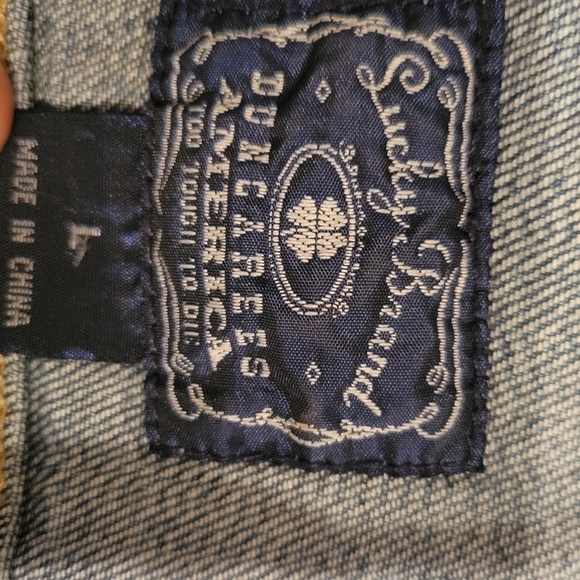 Lucky Brand
DUNGAREES
AMERICA
TOO TOUGH TO DIE
L
MADE IN CHINA